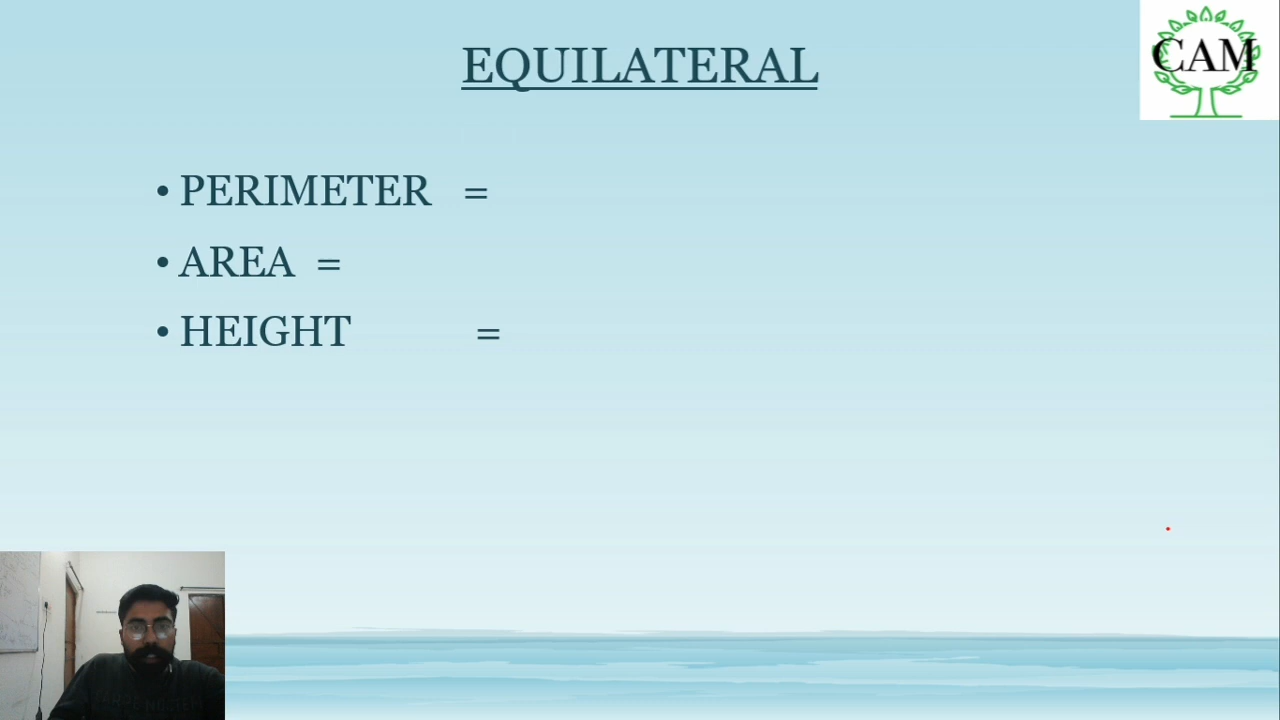 EQUILATERAL
CAM
• PERIMETER =
• AREA =
• HEIGHT =